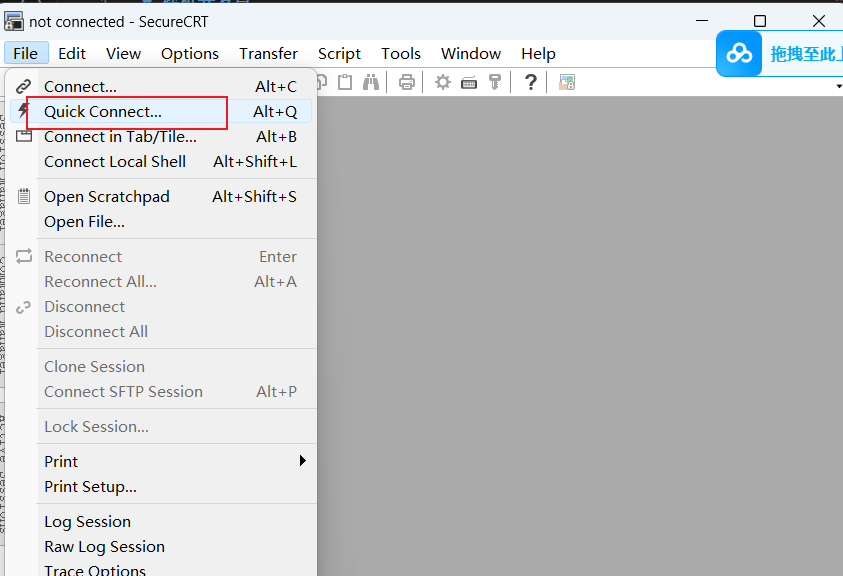 not connected - SecureCRT
File Edit View Options Transfer Script Tools Window Help
拖拽至此上
Connect... Alt+C
Quick Connect... Alt+Q
Connect in Tab/Tile... Alt+B
Connect Local Shell Alt+Shift+L
Open Scratchpad Alt+Shift+S
Open File...
Reconnect Enter
Reconnect All... Alt+A
Disconnect
Disconnect All
Clone Session
Connect SFTP Session Alt+P
Lock Session...
Print
Print Setup...
Log Session
Raw Log Session
Trace Options